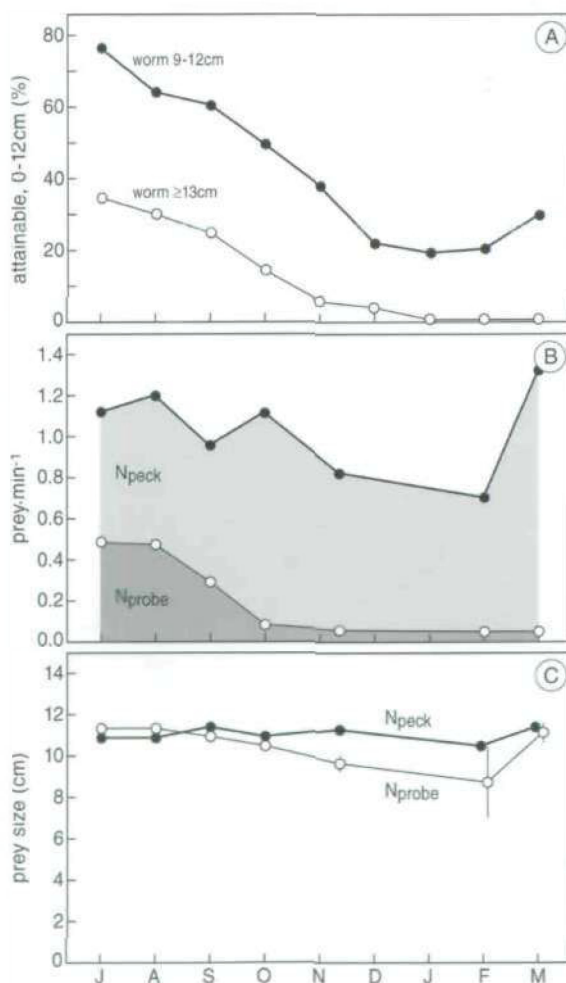 A
80
60
40
20
0
attainable, 0-12cm (%)
worm 9-12cm
worm ≥13cm
B
1.4
1.2
1.0
0.8
0.6
0.4
0.2
0.0
prey.min⁻¹
Npeck
Nprobe
C
14
12
10
8
6
4
2
0
prey size (cm)
Npeck
Nprobe
J A S O N D J F M